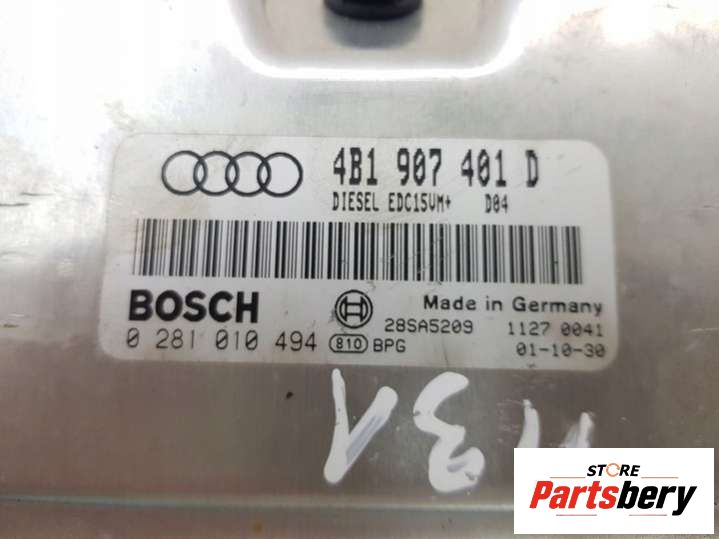 4B1 907 401 D
DIESEL EDC15VM+ D04
BOSCH
Made in Germany
0 281 010 494 810 BPG
28SA5209 1127 0041
01-10-30
31
STORE
Partsbery